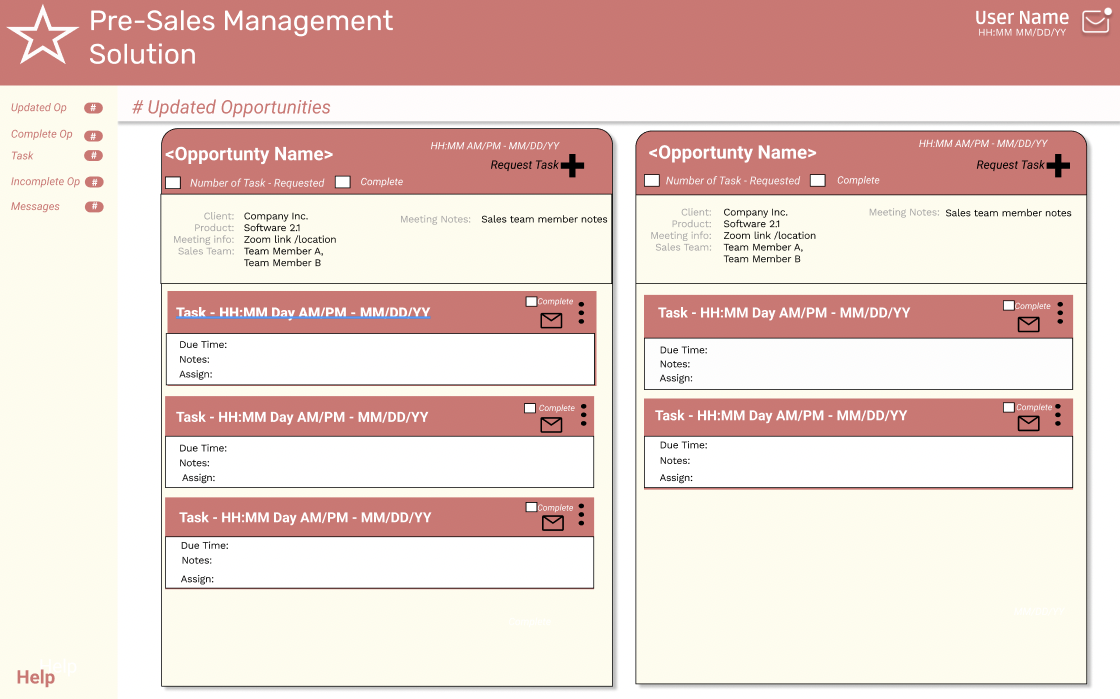 Pre-Sales Management
Solution
User Name
HH:MM MM/DD/YY
Updated Op #
Complete Op #
Task #
Incomplete Op #
Messages #
Help
# Updated Opportunities
HH:MM AM/PM - MM/DD/YY
<Opportunty Name>
Request Task
Number of Task - Requested Complete
Client: Company Inc.
Product: Software 2.1
Meeting info: Zoom link /location
Sales Team: Team Member A,
Team Member B
Meeting Notes: Sales team member notes
Complete
Task - HH:MM Day AM/PM - MM/DD/YY
Due Time:
Notes:
Assign:
Complete
Task - HH:MM Day AM/PM - MM/DD/YY
Due Time:
Notes:
Assign:
Complete
Task - HH:MM Day AM/PM - MM/DD/YY
Due Time:
Notes:
Assign:
HH:MM AM/PM - MM/DD/YY
<Opportunty Name>
Request Task
Number of Task - Requested Complete
Client: Company Inc.
Product: Software 2.1
Meeting info: Zoom link /location
Sales Team: Team Member A,
Team Member B
Meeting Notes: Sales team member notes
Complete
Task - HH:MM Day AM/PM - MM/DD/YY
Due Time:
Notes:
Assign:
Complete
Task - HH:MM Day AM/PM - MM/DD/YY
Due Time:
Notes:
Assign: